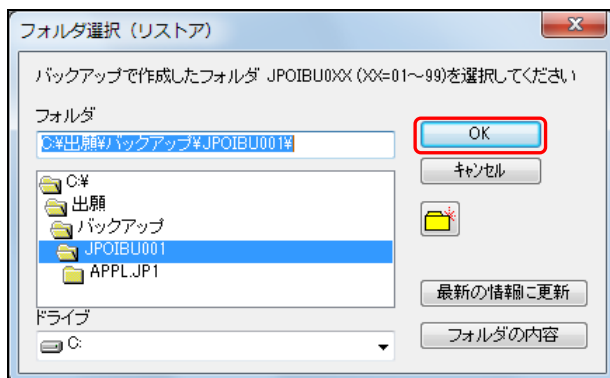 フォルダ選択（リストア）
バックアップで作成したフォルダ JPOIBU0XX (XX=01～99)を選択してください
フォルダ
C:¥出願¥バックアップ¥JPOIBU001¥
OK
キャンセル
C:¥
出願
バックアップ
JPOIBU001
APPL.JP1
最新の情報に更新
ドライブ
C:
フォルダの内容